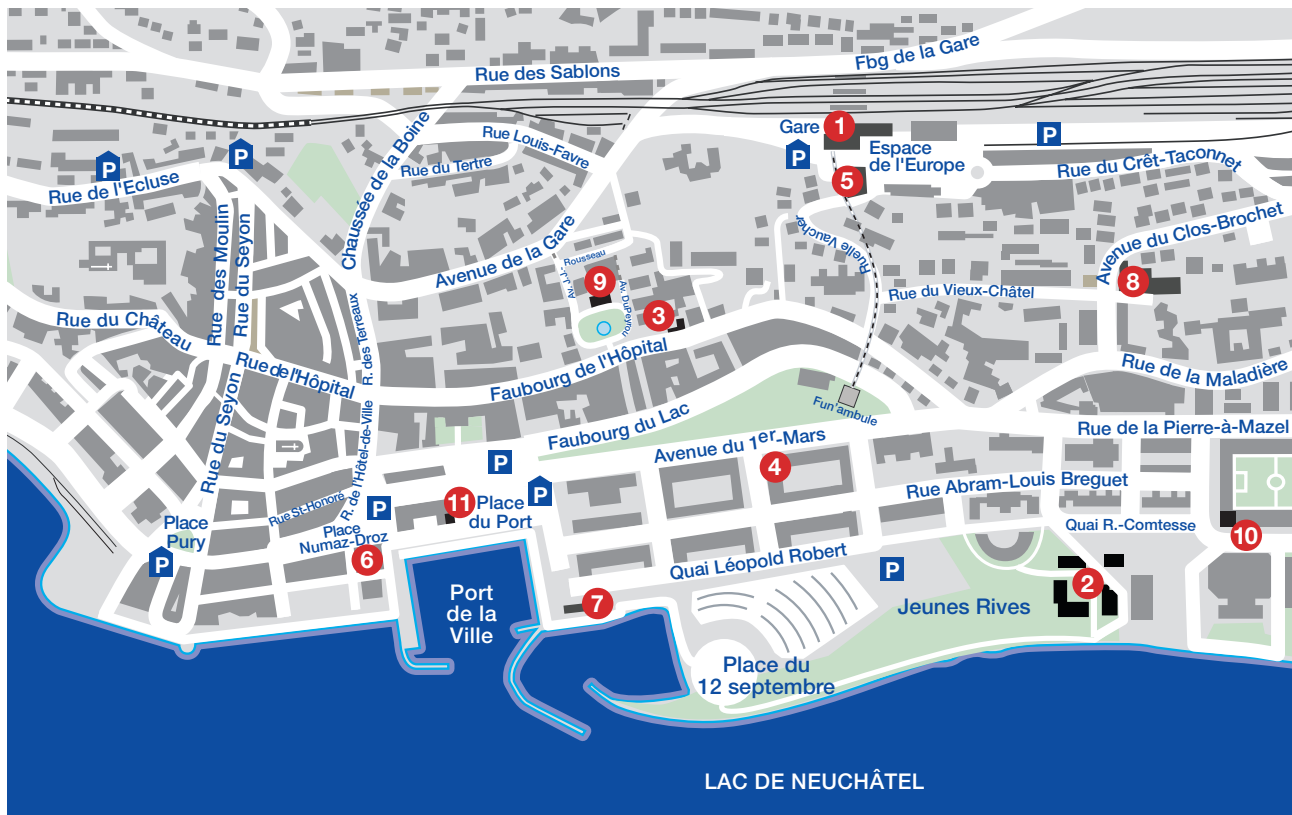 Rue des Sablons
Fbg de la Gare
Gare
1
Espace
de l'Europe
P
P
P
P
Rue Louis-Favre
Rue du Tertre
Chaussée de la Boine
Rue de l'Ecluse
Rue du Crêt-Taconnet
5
Rue des Moulin
Rue du Seyon
Avenue de la Gare
Ruelle Vaucher
Avenue du Clos-Brochet
8
Rousseau
Av. J.-J.-
9
Av. DuPeyrou
3
Rue du Vieux-Châtel
Rue du Château
R. des Terreaux
Rue de l'Hôpital
Faubourg de l'Hôpital
Rue de la Maladière
Fun'ambule
Faubourg du Lac
Avenue du 1er-Mars
Rue de la Pierre-à-Mazel
Rue du Seyon
R. de l'Hôtel-de-Ville
P
4
P
Rue Abram-Louis Breguet
11
Place
du Port
P
Rue St-Honoré
Place
Numaz-Droz
Place
Pury
P
6
Quai R.-Comtesse
10
Quai Léopold Robert
P
2
Port
de la
Ville
7
Jeunes Rives
Place du
12 septembre
LAC DE NEUCHÂTEL